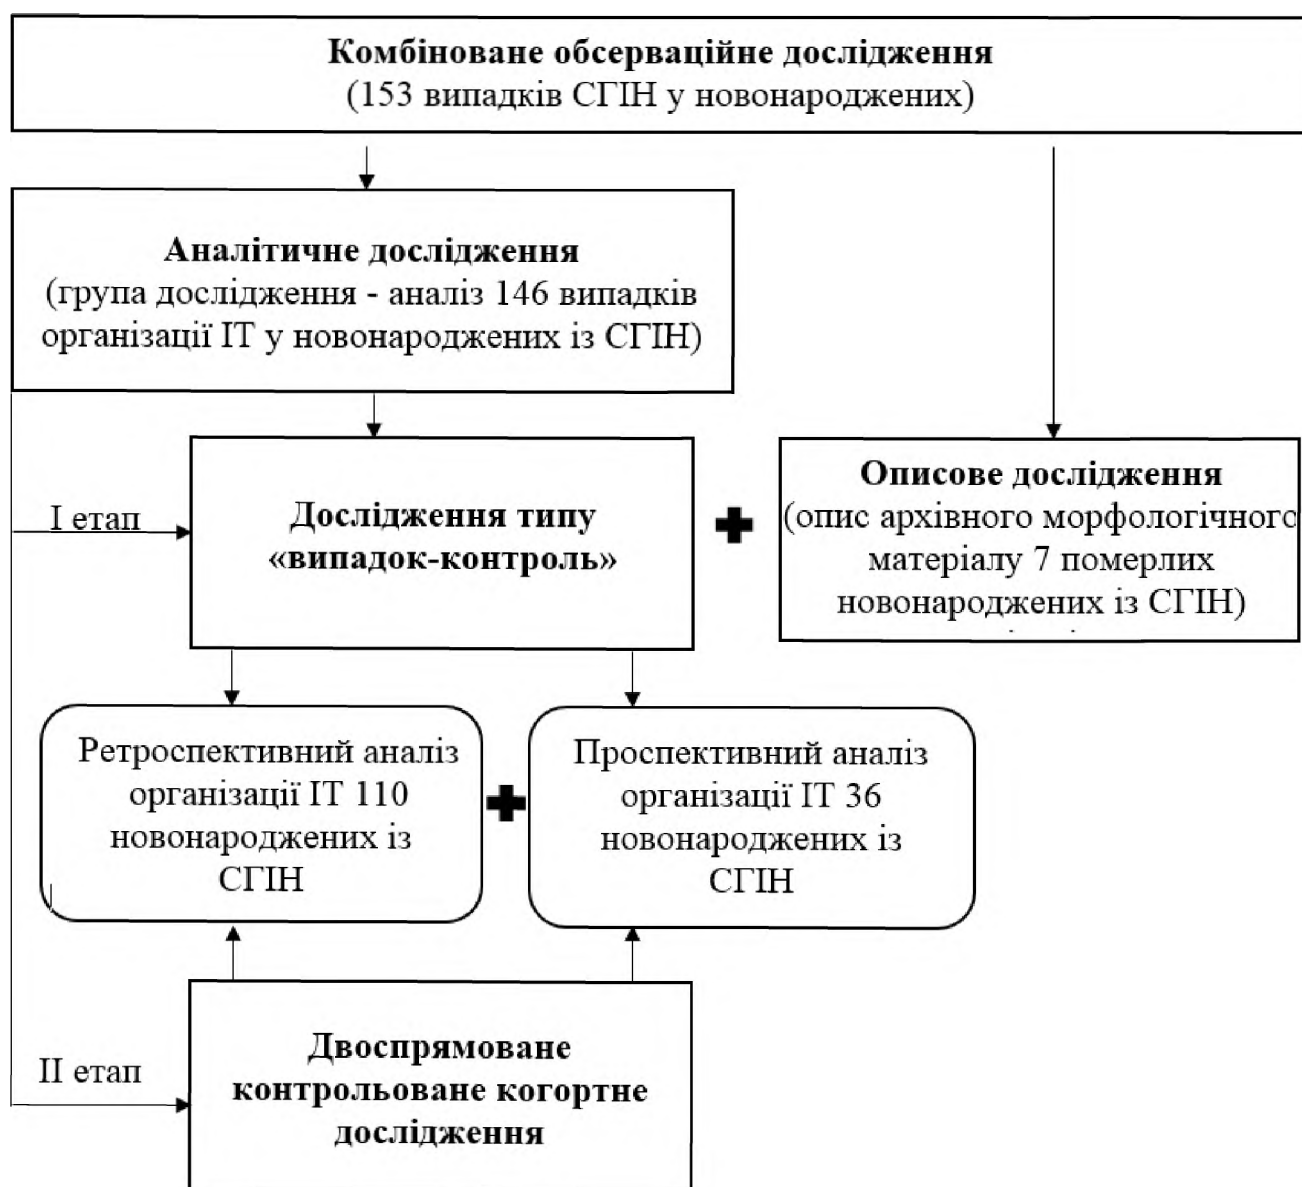 Комбіноване обсерваційне дослідження
(153 випадків СГІН у новонароджених)
Аналітичне дослідження
(група дослідження - аналіз 146 випадків
організації ІТ у новонароджених із СГІН)
І етап
Дослідження типу
«випадок-контроль»
Описове дослідження
(опис архівного морфологічного
матеріалу 7 померлих
новонароджених із СГІН)
Ретроспективний аналіз
організації ІТ 110
новонароджених із
СГІН
Проспективний аналіз
організації ІТ 36
новонароджених із
СГІН
ІІ етап
Двоспрямоване
контрольоване когортне
дослідження